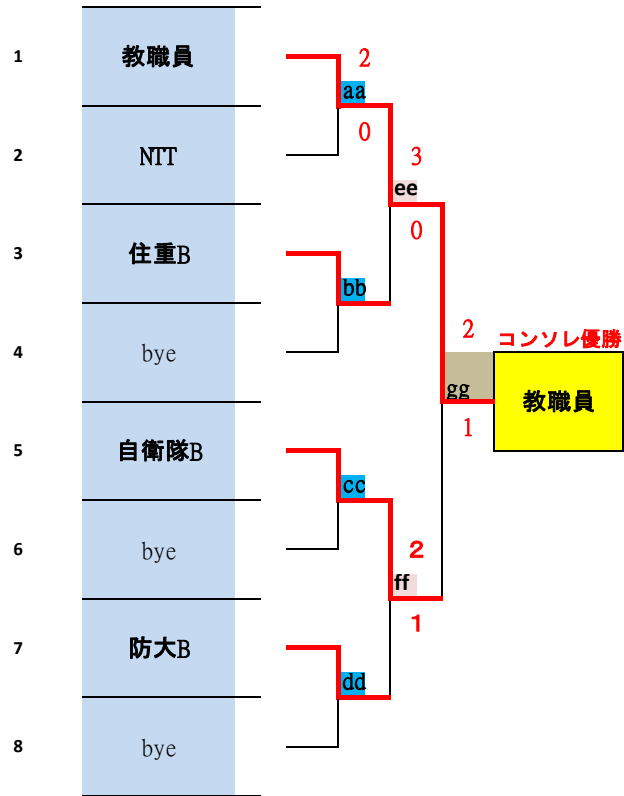 1 教職員 2
aa
0
2 NTT 3
ee
3 住重B 0
bb
2 コンソレ優勝
4 bye
gg 教職員
1
5 自衛隊B
cc
6 bye 2
ff
1
7 防大B
dd
8 bye